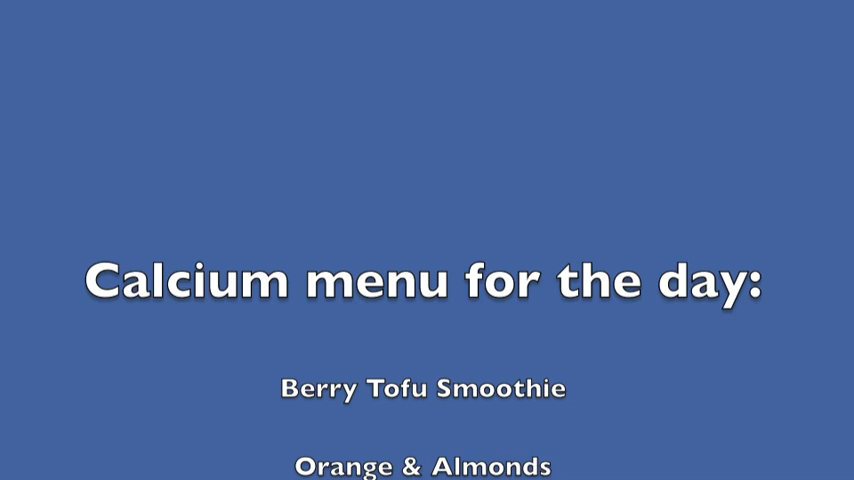 Calcium menu for the day:
Berry Tofu Smoothie
Orange & Almonds